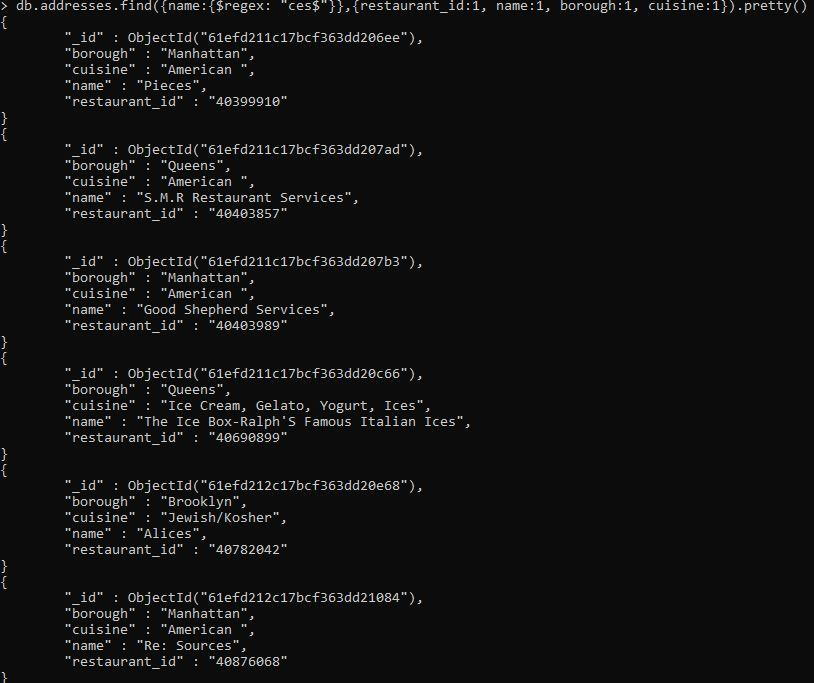 > db.addresses.find({name:{$regex: "ces$"}},{restaurant_id:1, name:1, borough:1, cuisine:1}).pretty()
{
        "_id" : ObjectId("61efd211c17bcf363dd206ee"),
        "borough" : "Manhattan",
        "cuisine" : "American ",
        "name" : "Pieces",
        "restaurant_id" : "40399910"
}
{
        "_id" : ObjectId("61efd211c17bcf363dd207ad"),
        "borough" : "Queens",
        "cuisine" : "American ",
        "name" : "S.M.R Restaurant Services",
        "restaurant_id" : "40403857"
}
{
        "_id" : ObjectId("61efd211c17bcf363dd207b3"),
        "borough" : "Manhattan",
        "cuisine" : "American ",
        "name" : "Good Shepherd Services",
        "restaurant_id" : "40403989"
}
{
        "_id" : ObjectId("61efd211c17bcf363dd20c66"),
        "borough" : "Queens",
        "cuisine" : "Ice Cream, Gelato, Yogurt, Ices",
        "name" : "The Ice Box-Ralph'S Famous Italian Ices",
        "restaurant_id" : "40690899"
}
{
        "_id" : ObjectId("61efd212c17bcf363dd20e68"),
        "borough" : "Brooklyn",
        "cuisine" : "Jewish/Kosher",
        "name" : "Alices",
        "restaurant_id" : "40782042"
}
{
        "_id" : ObjectId("61efd212c17bcf363dd21084"),
        "borough" : "Manhattan",
        "cuisine" : "American ",
        "name" : "Re: Sources",
        "restaurant_id" : "40876068"
}